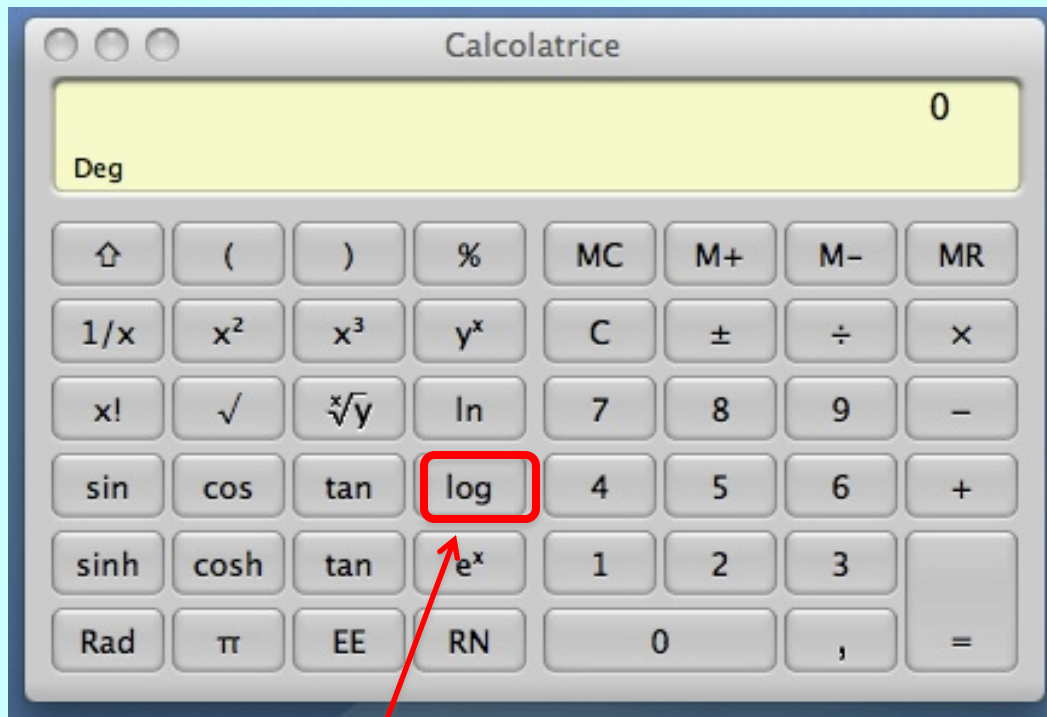 Calcolatrice
0
Deg
⇧ ( ) % MC M+ M− MR
1/x x² x³ yˣ C ± ÷ ×
x! √ ˣ√y ln 7 8 9 −
sin cos tan log 4 5 6 +
sinh cosh tan eˣ 1 2 3
Rad π EE RN 0 , =